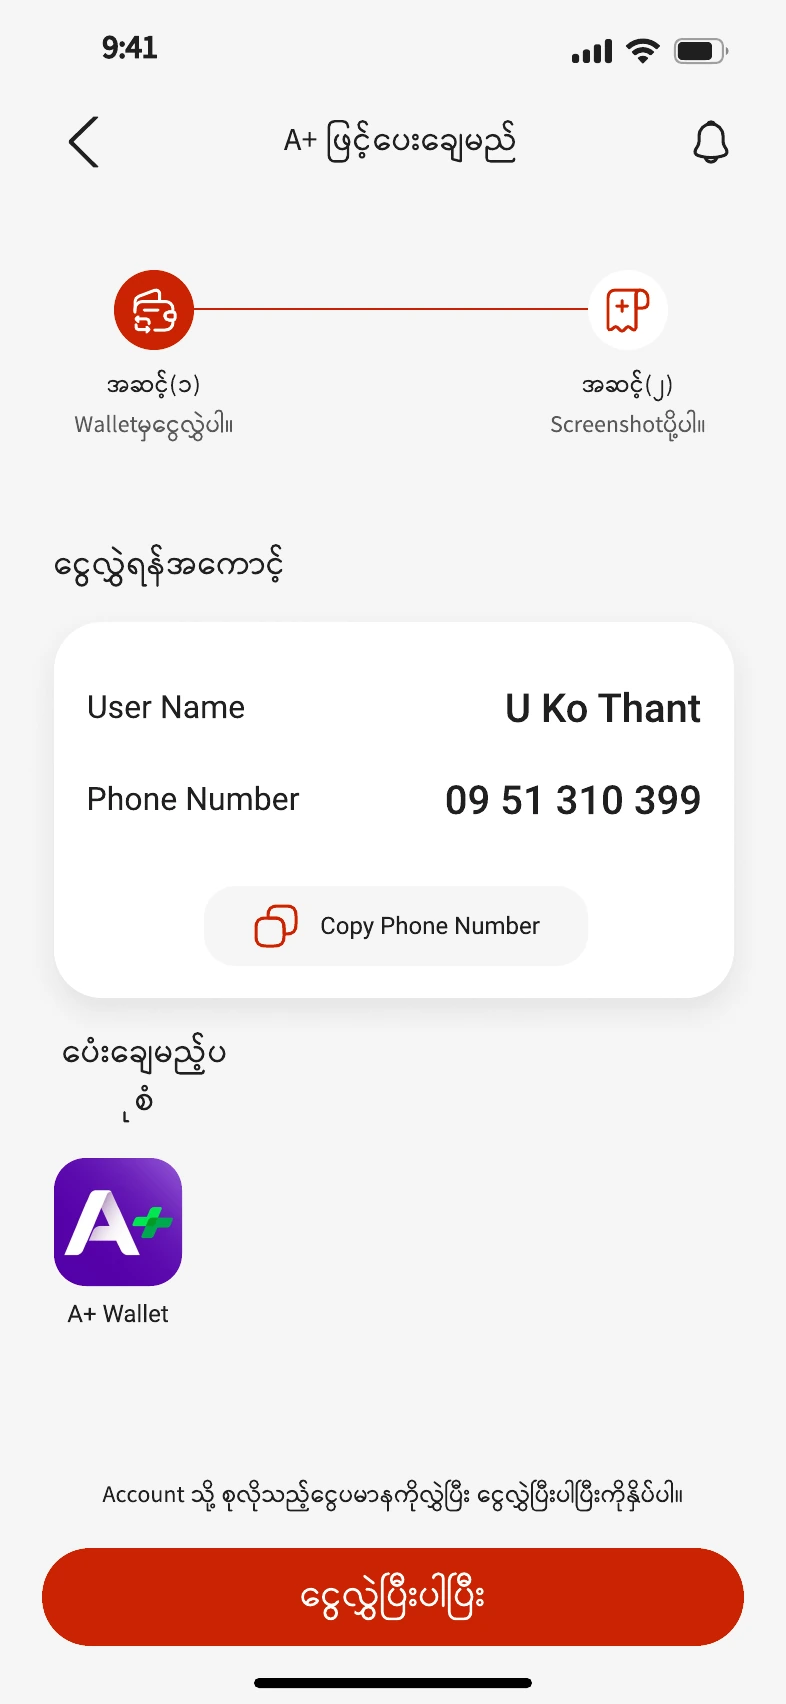 9:41
A+ ဖြင့်ပေးချေမည်
အဆင့်(၁)
အဆင့်(၂)
Walletမှငွေလွှဲပါ။
Screenshotပို့ပါ။
ငွေလွှဲရန်အကောင့်
User Name
U Ko Thant
Phone Number
09 51 310 399
Copy Phone Number
ပေံးချေမည့်ပ
ုစံ
A+
A+ Wallet
Account သို့ စုလိုသည့်ငွေပမာနကိုလွှဲပြီး ငွေလွှဲပြီးပါပြီးကိုနှိပ်ပါ။
ငွေလွှဲပြီးပါပြီး